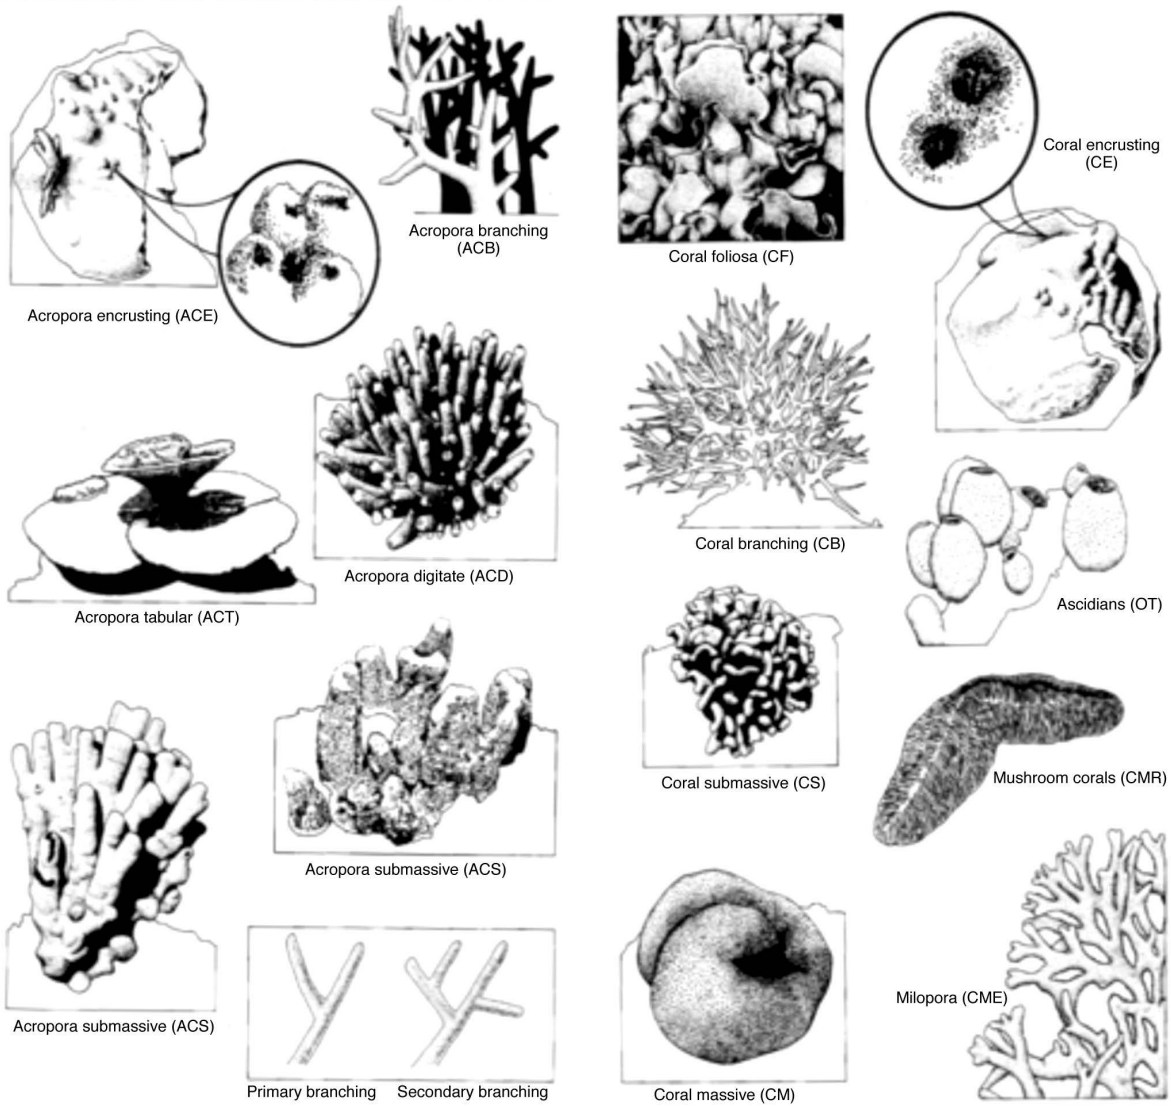 Acropora encrusting (ACE)
Acropora branching
(ACB)
Acropora tabular (ACT)
Acropora digitate (ACD)
Acropora submassive (ACS)
Acropora submassive (ACS)
Primary branching
Secondary branching
Coral foliosa (CF)
Coral encrusting
(CE)
Coral branching (CB)
Ascidians (OT)
Coral submassive (CS)
Mushroom corals (CMR)
Coral massive (CM)
Milopora (CME)